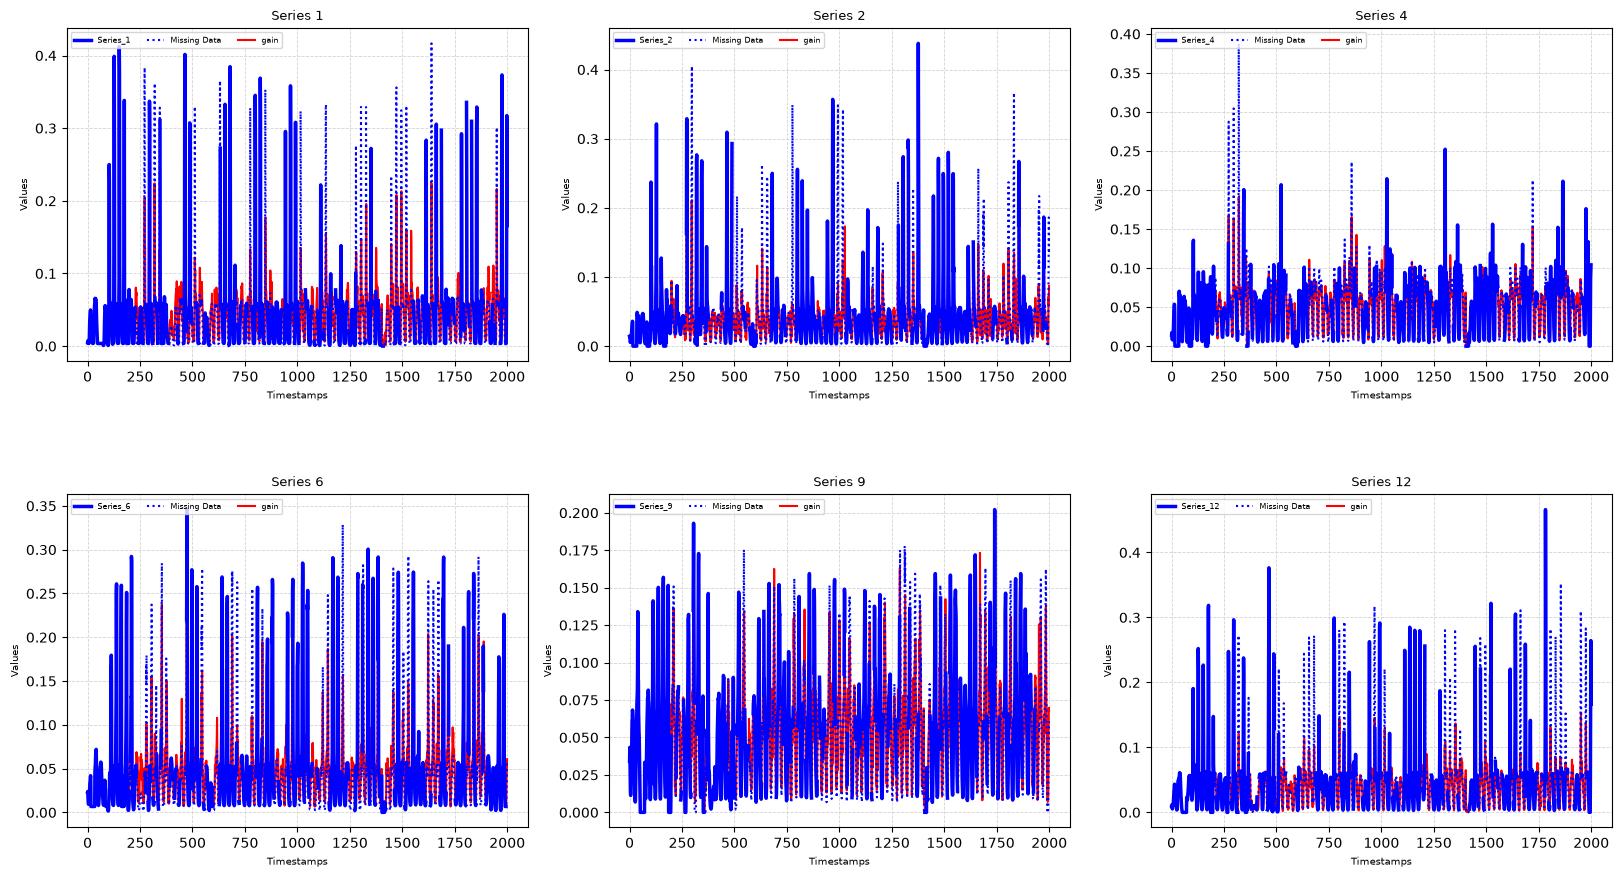 Series 1
Series_1 Missing Data gain
0.4
0.3
0.2
0.1
0.0
Values
0 250 500 750 1000 1250 1500 1750 2000
Timestamps
Series 2
Series_2 Missing Data gain
0.4
0.3
0.2
0.1
0.0
Values
0 250 500 750 1000 1250 1500 1750 2000
Timestamps
Series 4
Series_4 Missing Data gain
0.40
0.35
0.30
0.25
0.20
0.15
0.10
0.05
0.00
Values
0 250 500 750 1000 1250 1500 1750 2000
Timestamps
Series 6
Series_6 Missing Data gain
0.35
0.30
0.25
0.20
0.15
0.10
0.05
0.00
Values
0 250 500 750 1000 1250 1500 1750 2000
Timestamps
Series 9
Series_9 Missing Data gain
0.200
0.175
0.150
0.125
0.100
0.075
0.050
0.025
0.000
Values
0 250 500 750 1000 1250 1500 1750 2000
Timestamps
Series 12
Series_12 Missing Data gain
0.4
0.3
0.2
0.1
0.0
Values
0 250 500 750 1000 1250 1500 1750 2000
Timestamps